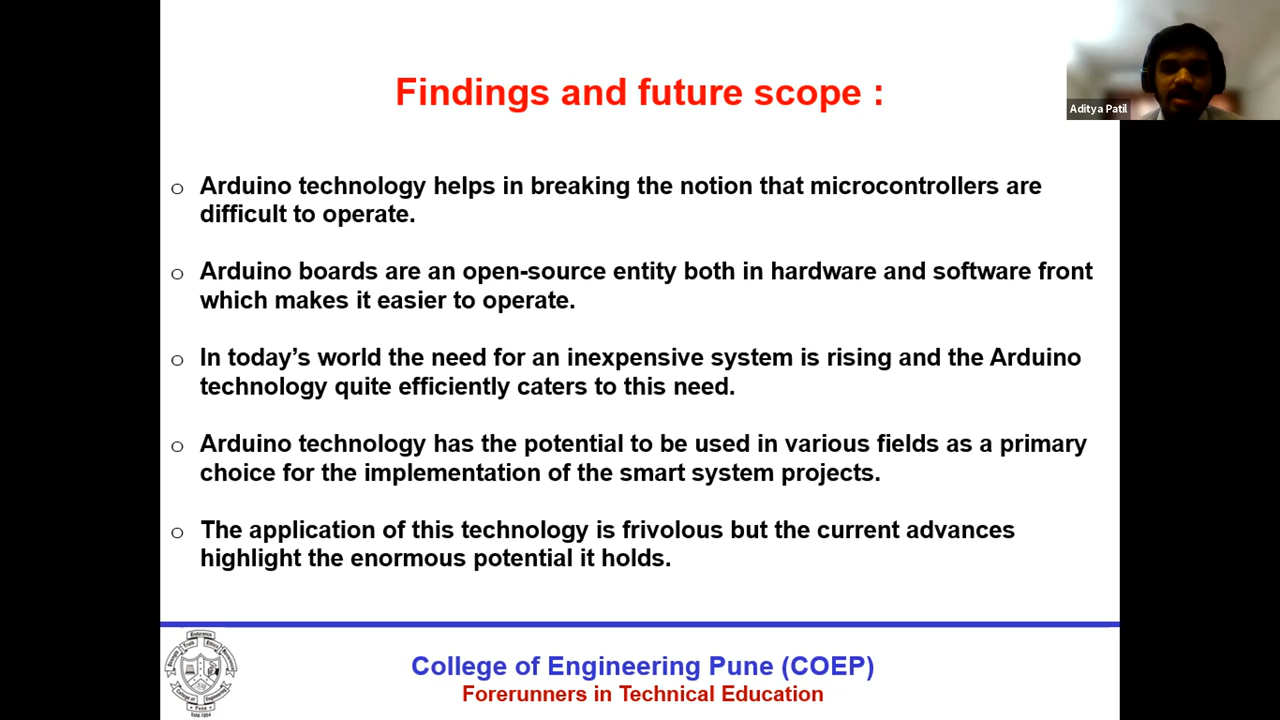 Findings and future scope :
Aditya Patil
o Arduino technology helps in breaking the notion that microcontrollers are
difficult to operate.
o Arduino boards are an open-source entity both in hardware and software front
which makes it easier to operate.
o In today’s world the need for an inexpensive system is rising and the Arduino
technology quite efficiently caters to this need.
o Arduino technology has the potential to be used in various fields as a primary
choice for the implementation of the smart system projects.
o The application of this technology is frivolous but the current advances
highlight the enormous potential it holds.
College of Engineering Pune (COEP)
Forerunners in Technical Education